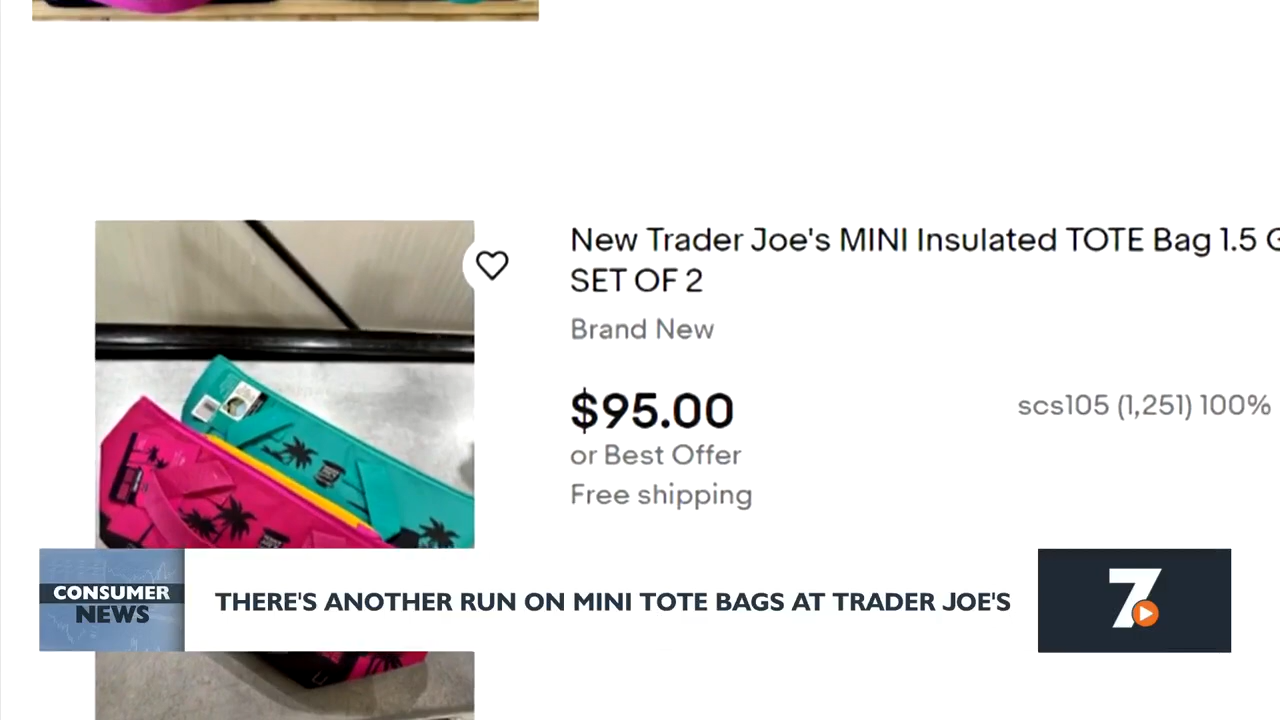 New Trader Joe's MINI Insulated TOTE Bag 1.5 G
SET OF 2
Brand New
$95.00
or Best Offer
Free shipping
scs105 (1,251) 100%
CONSUMER
NEWS
THERE'S ANOTHER RUN ON MINI TOTE BAGS AT TRADER JOE'S
7